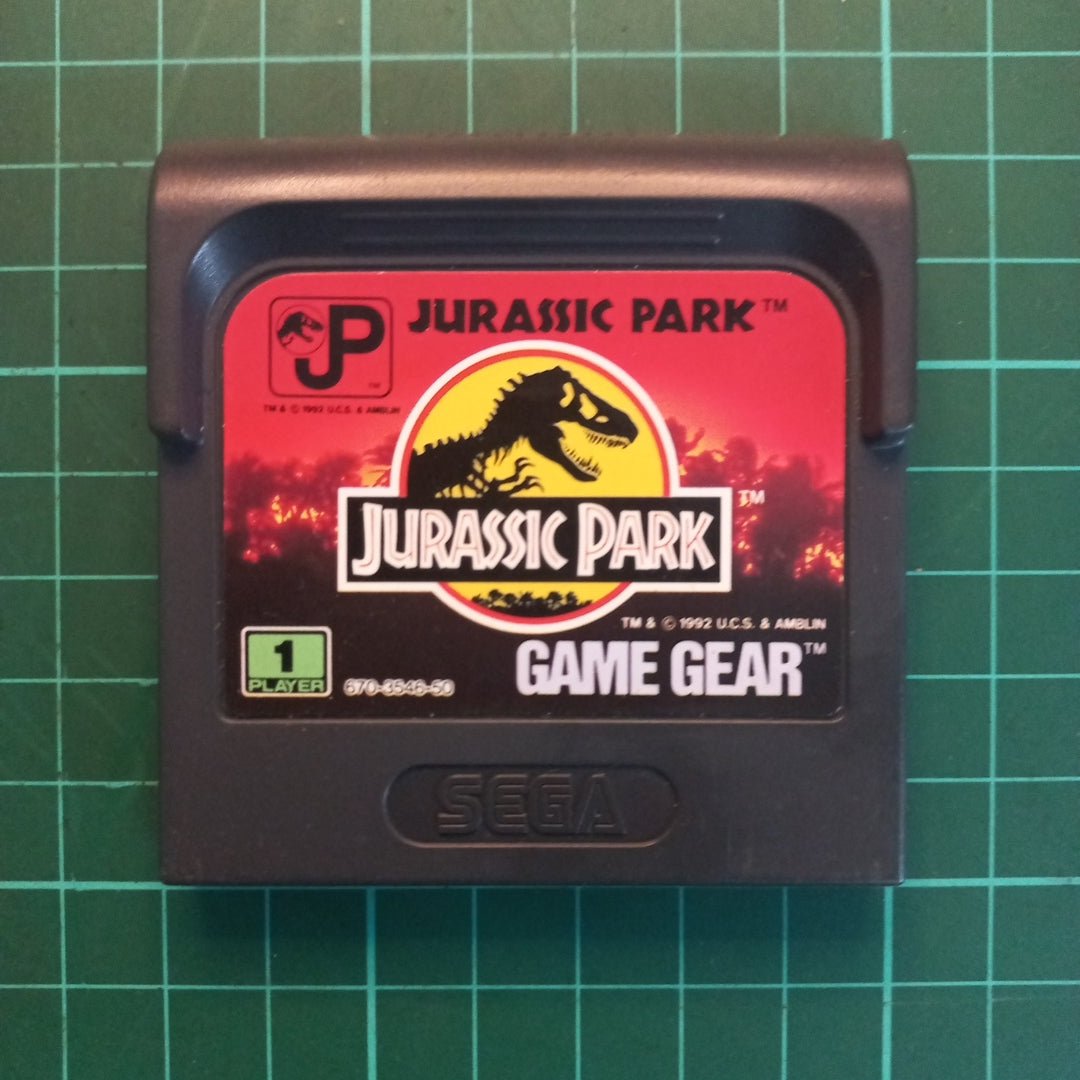 JP
™
TM & © 1992 U.C.S. & AMBLIN
JURASSIC PARK™
JURASSIC PARK™
TM & © 1992 U.C.S. & AMBLIN
1
PLAYER
670-3546-50
GAME GEAR™
SEGA